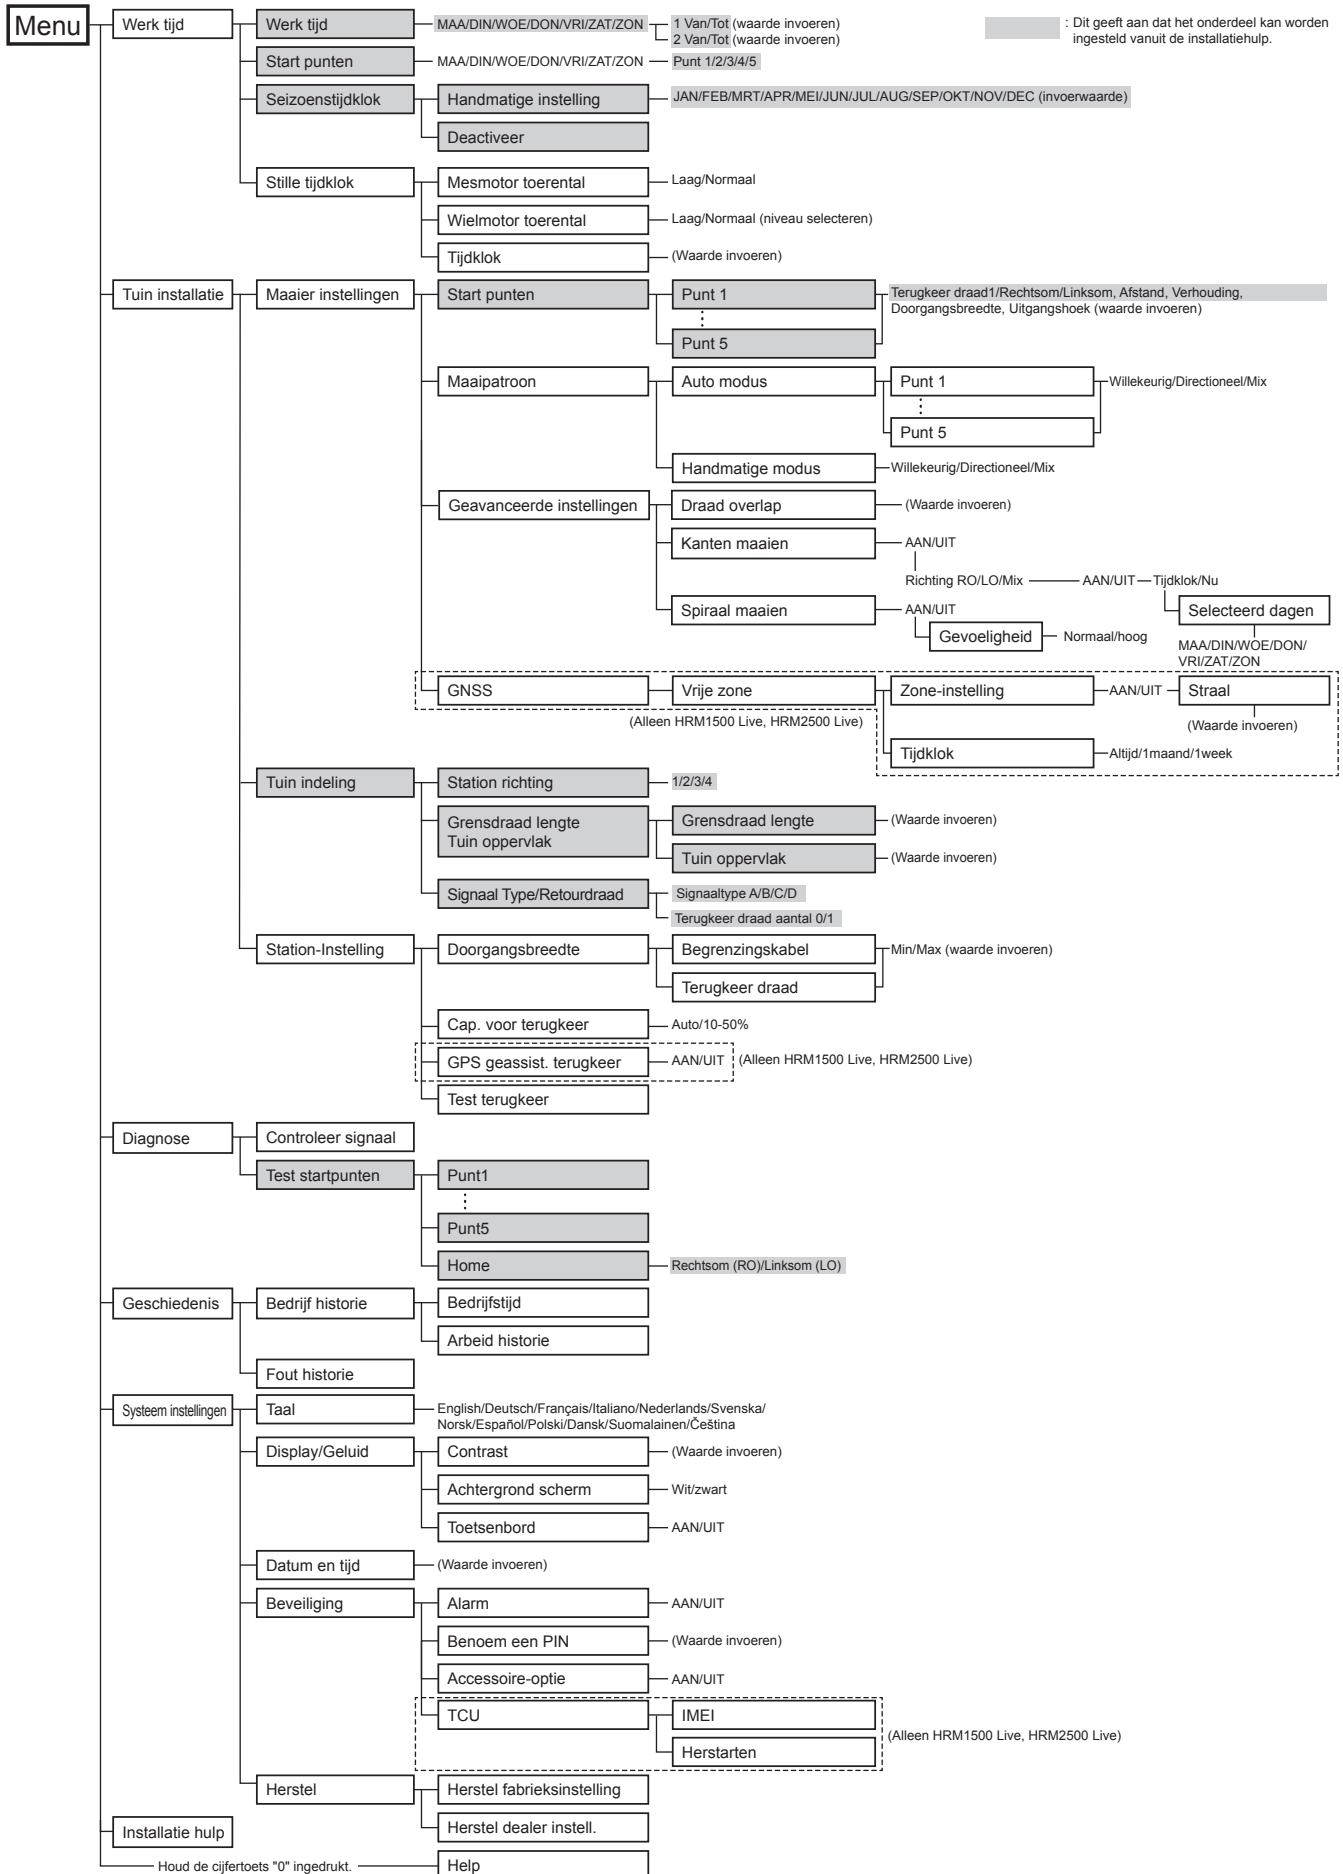 Menu
Werk tijd
Werk tijd
MAA/DIN/WOE/DON/VRI/ZAT/ZON
1 Van/Tot (waarde invoeren)
2 Van/Tot (waarde invoeren)
: Dit geeft aan dat het onderdeel kan worden
ingesteld vanuit de installatiehulp.
Start punten
MAA/DIN/WOE/DON/VRI/ZAT/ZON
Punt 1/2/3/4/5
Seizoenstijdklok
Handmatige instelling
JAN/FEB/MRT/APR/MEI/JUN/JUL/AUG/SEP/OKT/NOV/DEC (invoerwaarde)
Deactiveer
Stille tijdklok
Mesmotor toerental
Laag/Normaal
Wielmotor toerental
Laag/Normaal (niveau selecteren)
Tijdklok
(Waarde invoeren)
Tuin installatie
Maaier instellingen
Start punten
Punt 1
Terugkeer draad1/Rechtsom/Linksom, Afstand, Verhouding,
Doorgangsbreedte, Uitgangshoek (waarde invoeren)
Punt 5
Maaipatroon
Auto modus
Punt 1
Willekeurig/Directioneel/Mix
Punt 5
Handmatige modus
Willekeurig/Directioneel/Mix
Geavanceerde instellingen
Draad overlap
(Waarde invoeren)
Kanten maaien
AAN/UIT
Richting RO/LO/Mix
AAN/UIT
Tijdklok/Nu
Spiraal maaien
AAN/UIT
Selecteerd dagen
Gevoeligheid
Normaal/hoog
MAA/DIN/WOE/DON/
VRI/ZAT/ZON
GNSS
Vrije zone
Zone-instelling
AAN/UIT
Straal
(Alleen HRM1500 Live, HRM2500 Live)
(Waarde invoeren)
Tijdklok
Altijd/1maand/1week
Tuin indeling
Station richting
1/2/3/4
Grensdraad lengte
Tuin oppervlak
Grensdraad lengte
(Waarde invoeren)
Tuin oppervlak
(Waarde invoeren)
Signaal Type/Retourdraad
Signaaltype A/B/C/D
Terugkeer draad aantal 0/1
Station-Instelling
Doorgangsbreedte
Begrenzingskabel
Min/Max (waarde invoeren)
Terugkeer draad
Cap. voor terugkeer
Auto/10-50%
GPS geassist. terugkeer
AAN/UIT
(Alleen HRM1500 Live, HRM2500 Live)
Test terugkeer
Diagnose
Controleer signaal
Test startpunten
Punt1
Punt5
Home
Rechtsom (RO)/Linksom (LO)
Geschiedenis
Bedrijf historie
Bedrijfstijd
Arbeid historie
Fout historie
Systeem instellingen
Taal
English/Deutsch/Français/Italiano/Nederlands/Svenska/
Norsk/Español/Polski/Dansk/Suomalainen/Čeština
Display/Geluid
Contrast
(Waarde invoeren)
Achtergrond scherm
Wit/zwart
Toetsenbord
AAN/UIT
Datum en tijd
(Waarde invoeren)
Beveiliging
Alarm
AAN/UIT
Benoem een PIN
(Waarde invoeren)
Accessoire-optie
AAN/UIT
TCU
IMEI
(Alleen HRM1500 Live, HRM2500 Live)
Herstarten
Herstel
Herstel fabrieksinstelling
Herstel dealer instell.
Installatie hulp
Houd de cijfertoets "0" ingedrukt.
Help